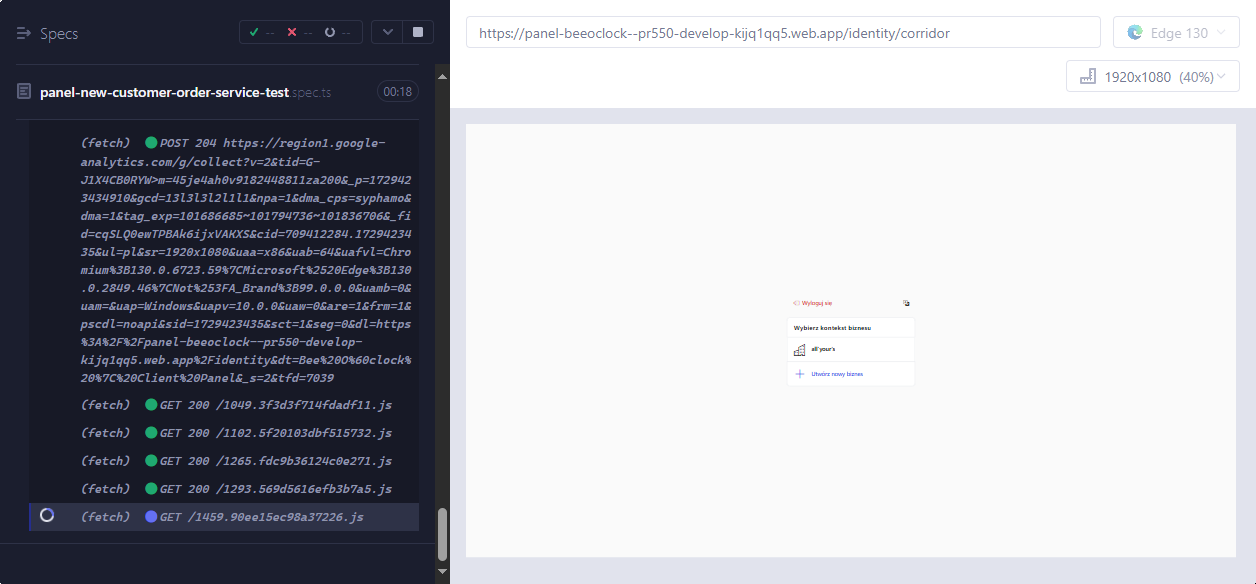 Specs
-- -- --
panel-new-customer-order-service-test.spec.ts
00:18
(fetch) POST 204 https://region1.google-
analytics.com/g/collect?v=2&tid=G-
J1X4CB0RYW>m=45je4ah0v9182448811za200&_p=172942
3434910&gcd=13l3l3l2l1l1&npa=1&dma_cps=syphamo&
dma=1&tag_exp=101686685~101794736~101836706&_fi
d=cqSLQ0ewTPBAk6ijxVAKXS&cid=709412284.17294234
35&ul=pl&sr=1920x1080&uaa=x86&uab=64&uafvl=Chro
mium%3B130.0.6723.59%7CMicrosoft%2520Edge%3B130
.0.2849.46%7CNot%253FA_Brand%3B99.0.0.0&uamb=0&
uam=&uap=Windows&uapv=10.0.0&uaw=0&are=1&frm=1&
pscdl=noapi&sid=1729423435&sct=1&seg=0&dl=https
%3A%2F%2Fpanel-beeoclock--pr550-develop-
kijq1qq5.web.app%2Fidentity&dt=Bee%20O%60clock%
20%7C%20Client%20Panel&_s=2&tfd=7039
(fetch) GET 200 /1049.3f3d3f714fdadf11.js
(fetch) GET 200 /1102.5f20103dbf515732.js
(fetch) GET 200 /1265.fdc9b36124c0e271.js
(fetch) GET 200 /1293.569d5616efb3b7a5.js
(fetch) GET /1459.90ee15ec98a37226.js
https://panel-beeoclock--pr550-develop-kijq1qq5.web.app/identity/corridor
Edge 130
1920x1080 (40%)
Wyloguj się
Wybierz kontekst biznesu
all'your's
Utwórz nowy biznes